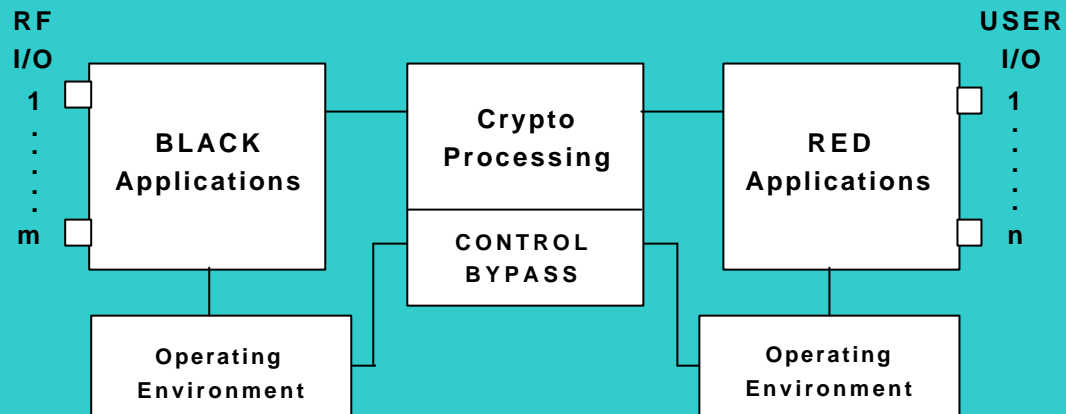 RF
I/O
1
.
.
.
.
.
.
m
BLACK
Applications
Crypto
Processing
CONTROL
BYPASS
RED
Applications
USER
I/O
1
.
.
.
.
.
.
n
Operating
Environment
Operating
Environment